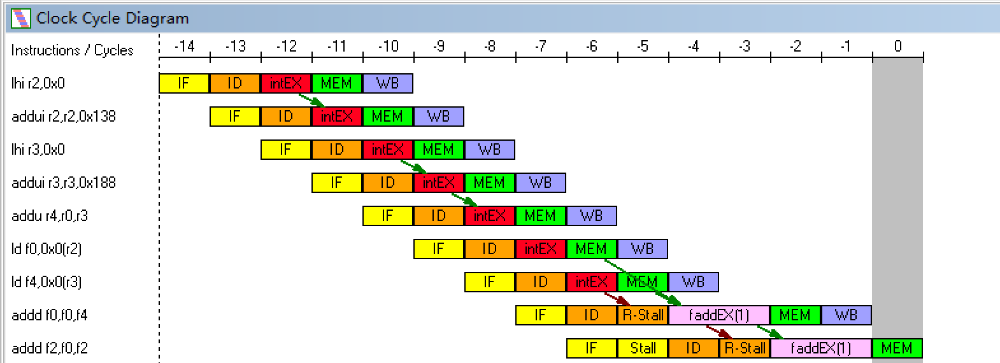 Clock Cycle Diagram
Instructions / Cycles -14 -13 -12 -11 -10 -9 -8 -7 -6 -5 -4 -3 -2 -1 0
lhi r2,0x0 IF ID intEX MEM WB
addui r2,r2,0x138 IF ID intEX MEM WB
lhi r3,0x0 IF ID intEX MEM WB
addui r3,r3,0x188 IF ID intEX MEM WB
addu r4,r0,r3 IF ID intEX MEM WB
ld f0,0x0(r2) IF ID intEX MEM WB
ld f4,0x0(r3) IF ID intEX MEM WB
addd f0,f0,f4 IF ID R-Stall faddEX(1) MEM WB
addd f2,f0,f2 IF Stall ID R-Stall faddEX(1) MEM